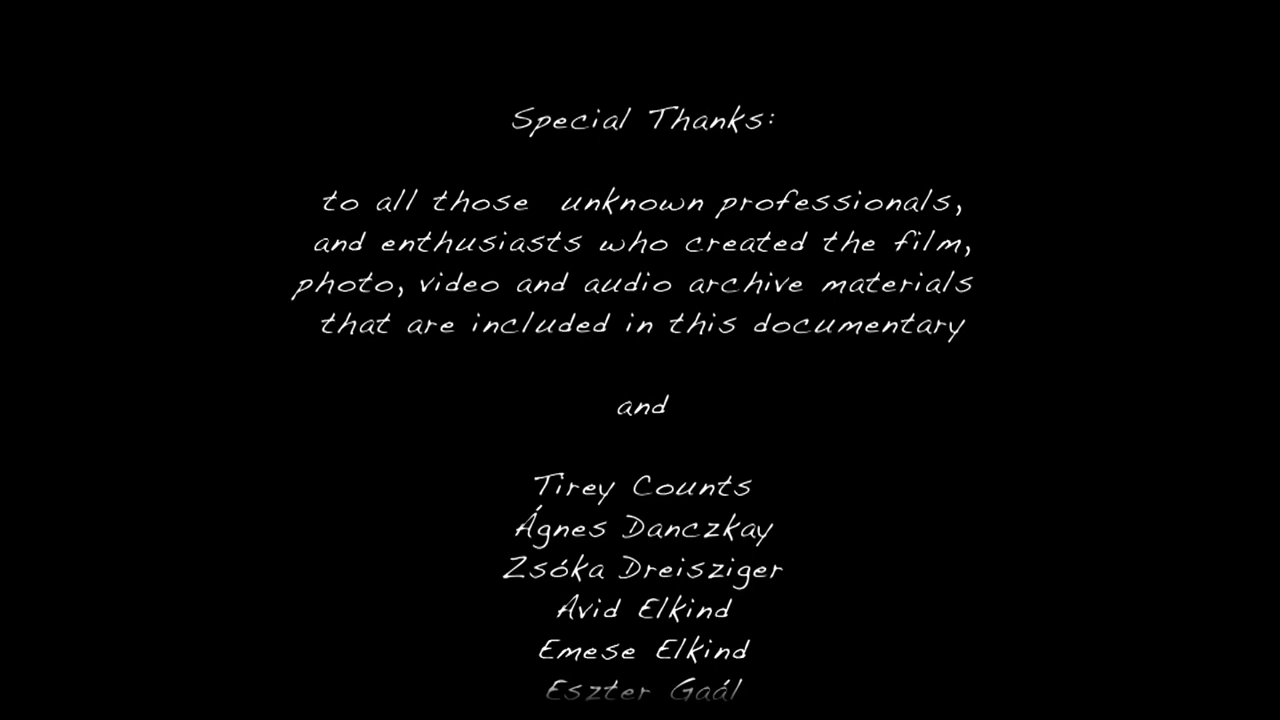 Special Thanks:
to all those unknown professionals,
and enthusiasts who created the film,
photo, video and audio archive materials
that are included in this documentary
and
Tirey Counts
Ágnes Danczkay
Zsóka Dreisziger
Avid Elkind
Emese Elkind
Eszter Gaál